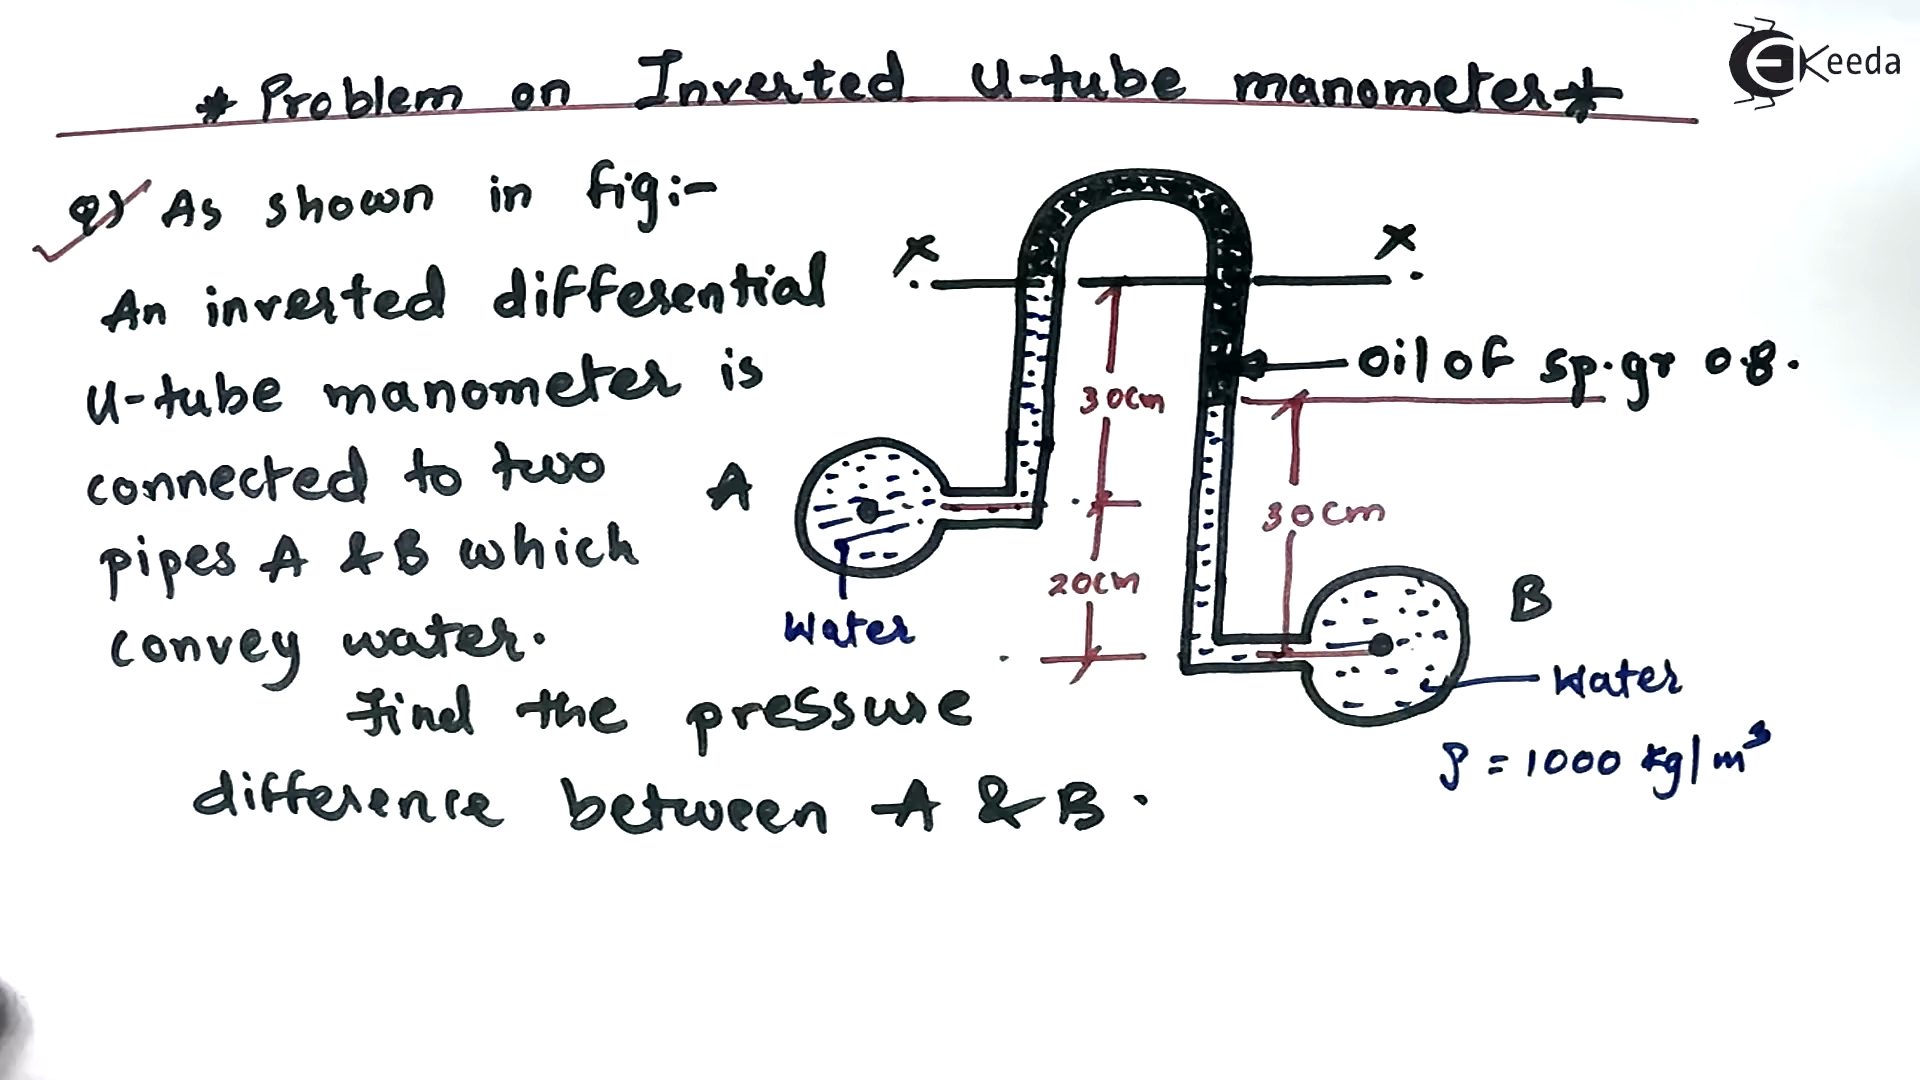 * Problem on Inverted U-tube manometer *
EKeeda
Q) As shown in fig:-
An inverted differential
U-tube manometer is
connected to two
pipes A & B which
convey water.
Find the pressure
difference between A & B.
X
X
Oil of sp.gr 0.8.
30cm
30cm
20cm
A
Water
B
Water
ρ = 1000 kg/m³